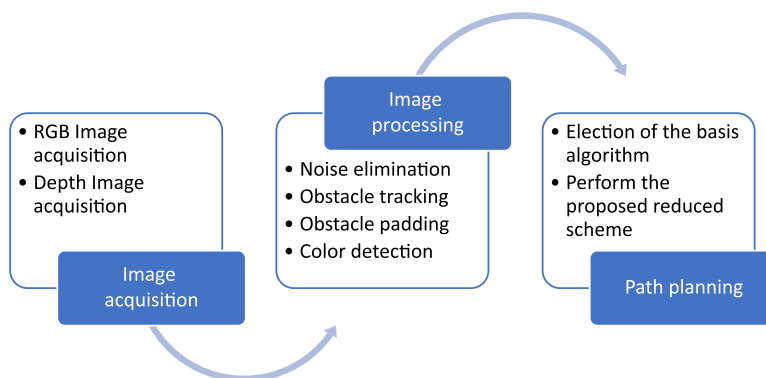 • RGB Image
acquisition
• Depth Image
acquisition
Image
acquisition
Image
processing
• Noise elimination
• Obstacle tracking
• Obstacle padding
• Color detection
• Election of the basis
algorithm
• Perform the
proposed reduced
scheme
Path planning